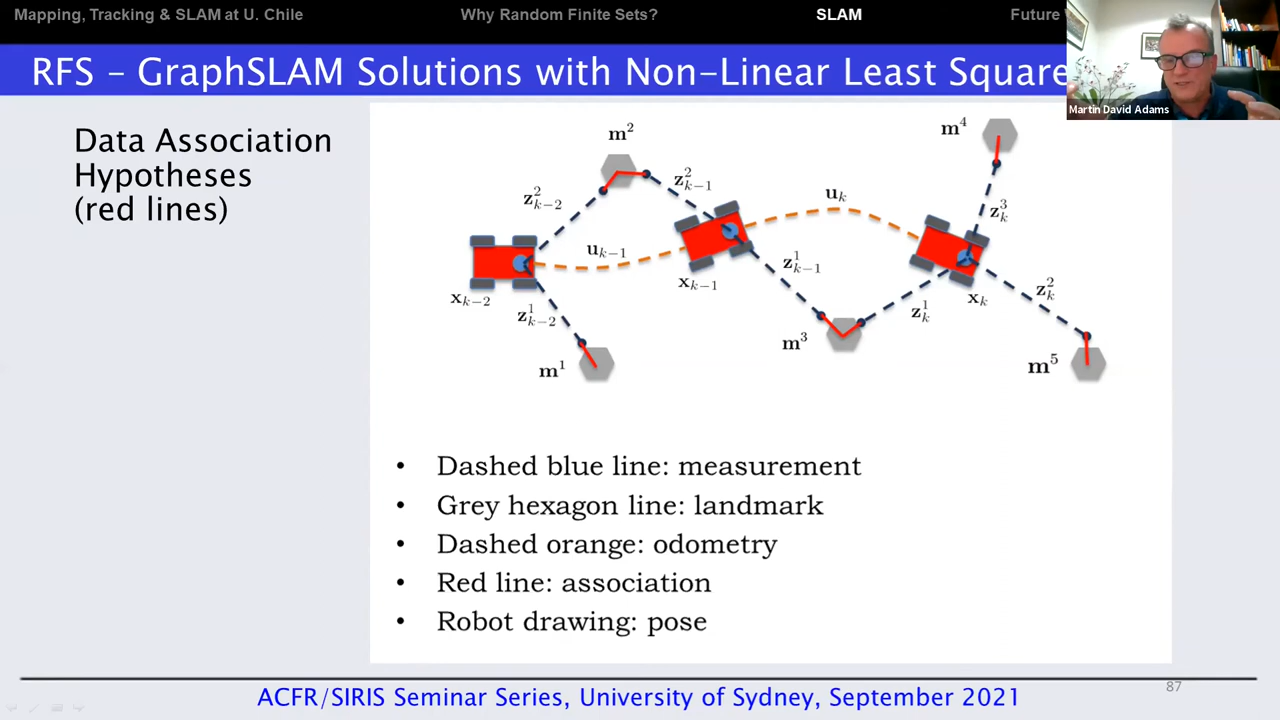 Mapping, Tracking & SLAM at U. Chile
Why Random Finite Sets?
SLAM
Future
RFS – GraphSLAM Solutions with Non-Linear Least Square
Martin David Adams
Data Association
Hypotheses
(red lines)
m²
m⁴
z²ₖ₋₂
z²ₖ₋₁
uₖ
z³ₖ
uₖ₋₁
z¹ₖ₋₁
xₖ₋₂
xₖ₋₁
z²ₖ
xₖ
z¹ₖ₋₂
z¹ₖ
m³
m¹
m⁵
• Dashed blue line: measurement
• Grey hexagon line: landmark
• Dashed orange: odometry
• Red line: association
• Robot drawing: pose
87
ACFR/SIRIS Seminar Series, University of Sydney, September 2021